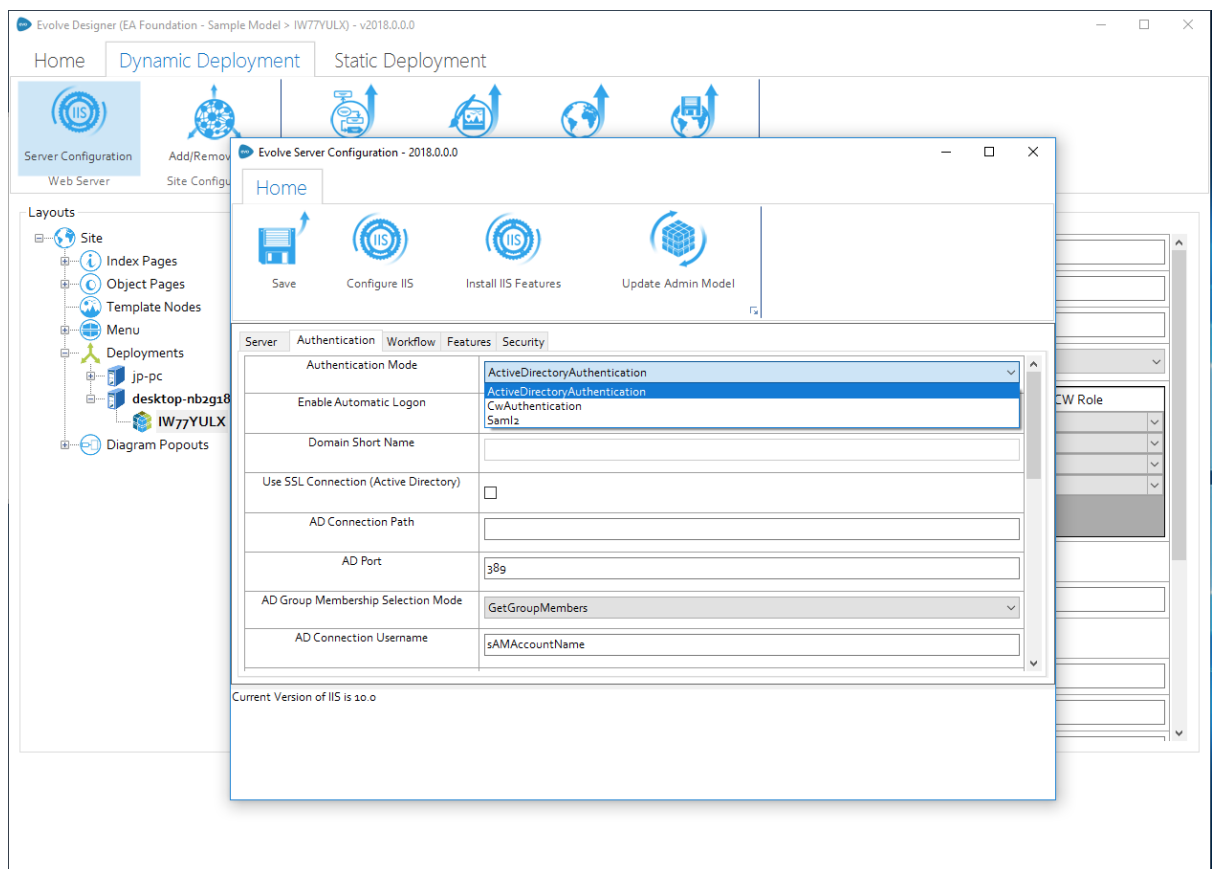 Evolve Designer (EA Foundation - Sample Model > IW77YULX) - v2018.0.0.0
Home Dynamic Deployment Static Deployment
IIS
Server Configuration
Add/Remov
Web Server
Site Configu
Layouts
Site
Index Pages
Object Pages
Template Nodes
Menu
Deployments
jp-pc
desktop-nb2g18
IW77YULX
Diagram Popouts
CW Role
Evolve Server Configuration - 2018.0.0.0
Home
IIS IIS
Save Configure IIS Install IIS Features Update Admin Model
Server Authentication Workflow Features Security
Authentication Mode ActiveDirectoryAuthentication
ActiveDirectoryAuthentication
Enable Automatic Logon CwAuthentication
Saml2
Domain Short Name
Use SSL Connection (Active Directory)
AD Connection Path
AD Port 389
AD Group Membership Selection Mode GetGroupMembers
AD Connection Username sAMAccountName
Current Version of IIS is 10.0